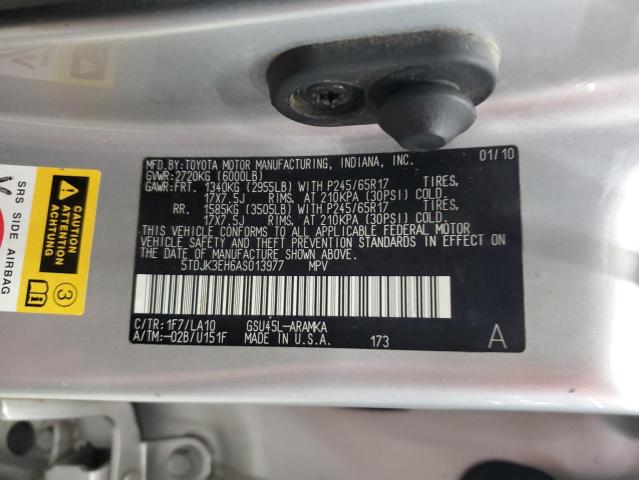 MFD.BY:TOYOTA MOTOR MANUFACTURING, INDIANA, INC. 01/10
GVWR:2720KG (6000LB)
GAWR:FRT. 1340KG (2955LB) WITH P245/65R17 TIRES,
17X7.5J RIMS, AT 210KPA (30PSI) COLD.
RR. 1585KG (3505LB) WITH P245/65R17 TIRES,
17X7.5J RIMS, AT 210KPA (30PSI) COLD.
THIS VEHICLE CONFORMS TO ALL APPLICABLE FEDERAL MOTOR
VEHICLE SAFETY AND THEFT PREVENTION STANDARDS IN EFFECT
ON THE DATE OF MANUFACTURE SHOWN ABOVE.
5TDJK3EH6AS013977 MPV
C/TR:1F7/LA10 GSU45L-ARAMKA
A/TM:-02B/U151F MADE IN U.S.A. 173 A
SRS SIDE AIRBAG
ATTENTION
ACHTUNG
3